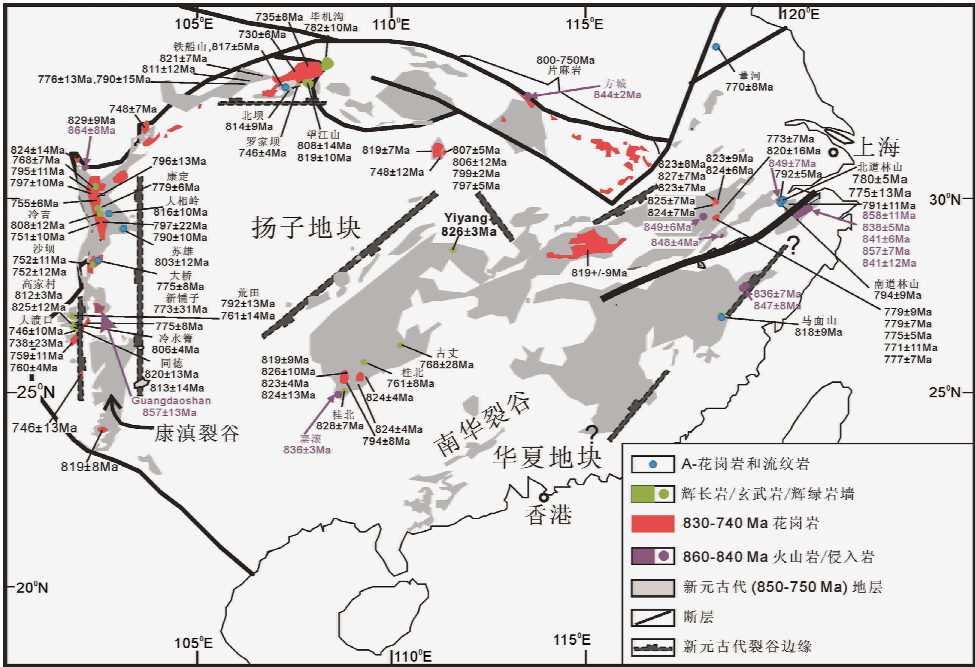 105°E
110°E
115°E
120°E
735±8Ma
毕机沟
782±10Ma
730±6Ma
铁船山,817±5Ma
821±7Ma
811±12Ma
776±13Ma,790±15Ma
800-750Ma
片麻岩
方城
844±2Ma
董河
770±8Ma
748±7Ma
829±9Ma
864±8Ma
北坝
814±9Ma
罗家坝
746±4Ma
望江山
808±14Ma
819±10Ma
819±7Ma
748±12Ma
807±5Ma
806±12Ma
799±2Ma
797±5Ma
773±7Ma
820±16Ma
849±7Ma
792±5Ma
上海
北道林山
780±5Ma
775±13Ma
30°N
791±11Ma
858±11Ma
838±5Ma
841±6Ma
857±7Ma
841±12Ma
823±8Ma
827±7Ma
823±7Ma
823±9Ma
824±6Ma
825±7Ma
824±7Ma
849±6Ma
848±4Ma
824±14Ma
768±7Ma
795±11Ma
797±10Ma
796±13Ma
康定
779±6Ma
大相岭
816±10Ma
797±22Ma
790±10Ma
755±6Ma
冷言
808±12Ma
751±10Ma
沙坝
752±11Ma
752±12Ma
高家村
812±3Ma
825±12Ma
大渡口
746±10Ma
738±23Ma
759±11Ma
760±4Ma
苏雄
803±12Ma
大桥
775±8Ma
新铺子
773±31Ma
775±8Ma
冷水箐
806±4Ma
同德
820±13Ma
813±14Ma
25°N
Guangdaoshan
857±13Ma
746±13Ma
康滇裂谷
819±8Ma
扬子地块
Yiyang
826±3Ma
819+/-9Ma
荒田
792±13Ma
761±14Ma
?
南道林山
794±9Ma
836±7Ma
847±8Ma
马面山
818±9Ma
779±9Ma
779±7Ma
775±5Ma
771±11Ma
777±7Ma
古丈
768±28Ma
桂北
761±8Ma
819±9Ma
826±10Ma
823±4Ma
824±13Ma
824±4Ma
桂北
828±7Ma
824±4Ma
794±8Ma
寨滚
836±3Ma
25°N
南华裂谷
华夏地块
?
香港
20°N
105°E
110°E
115°E
A-花岗岩和流纹岩
辉长岩/玄武岩/辉绿岩墙
830-740 Ma 花岗岩
860-840 Ma 火山岩/侵入岩
新元古代 (850-750 Ma) 地层
断层
新元古代裂谷边缘